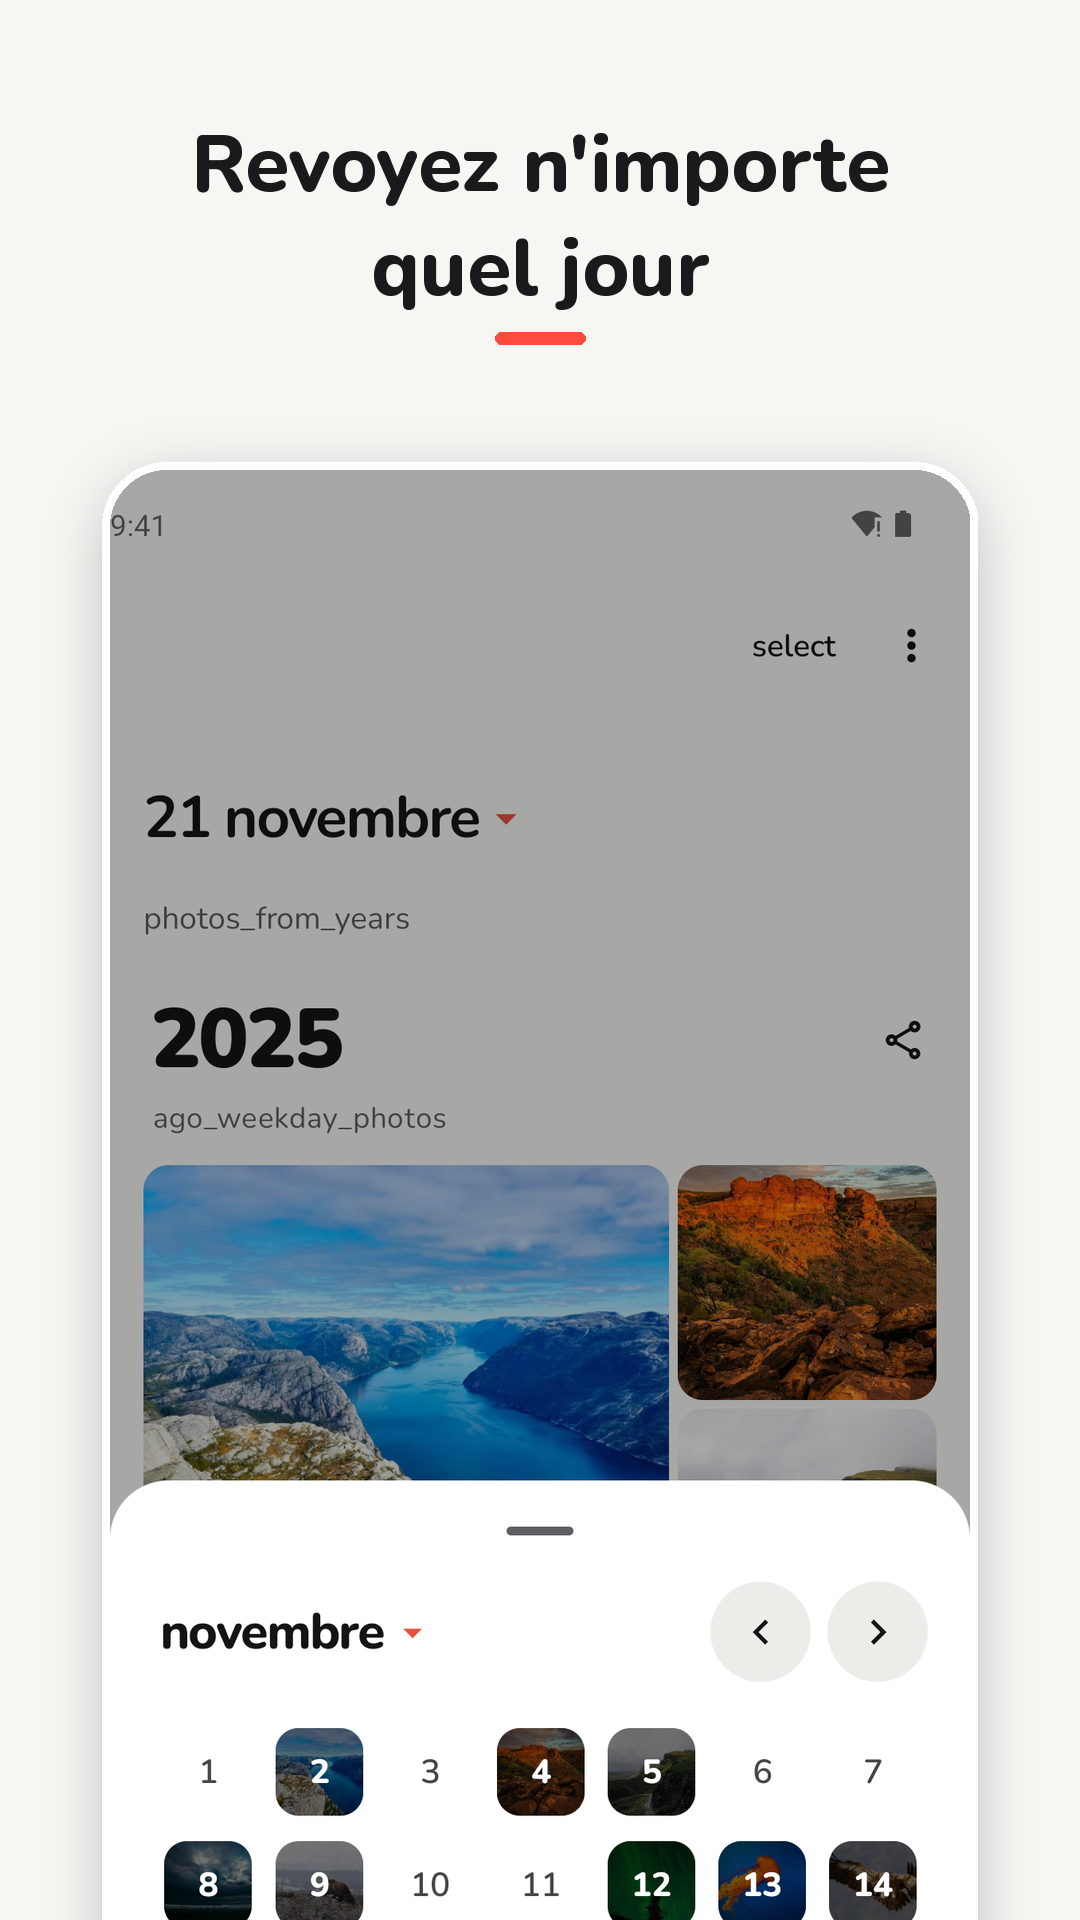 Revoyez n'importe
quel jour
9:41
select
21 novembre
photos_from_years
2025
ago_weekday_photos
novembre
1 2 3 4 5 6 7
8 9 10 11 12 13 14